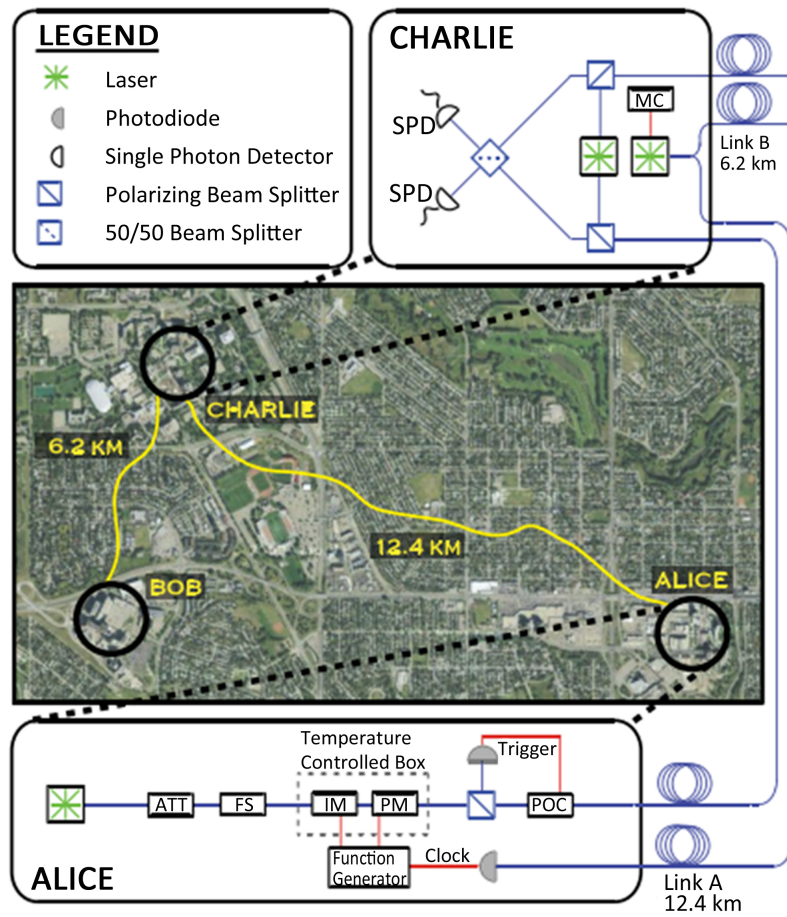 LEGEND
Laser
Photodiode
Single Photon Detector
Polarizing Beam Splitter
50/50 Beam Splitter
CHARLIE
SPD
SPD
MC
Link B
6.2 km
CHARLIE
6.2 KM
12.4 KM
BOB
ALICE
Temperature
Controlled Box
Trigger
ATT
FS
IM
PM
POC
Function
Generator
Clock
ALICE
Link A
12.4 km